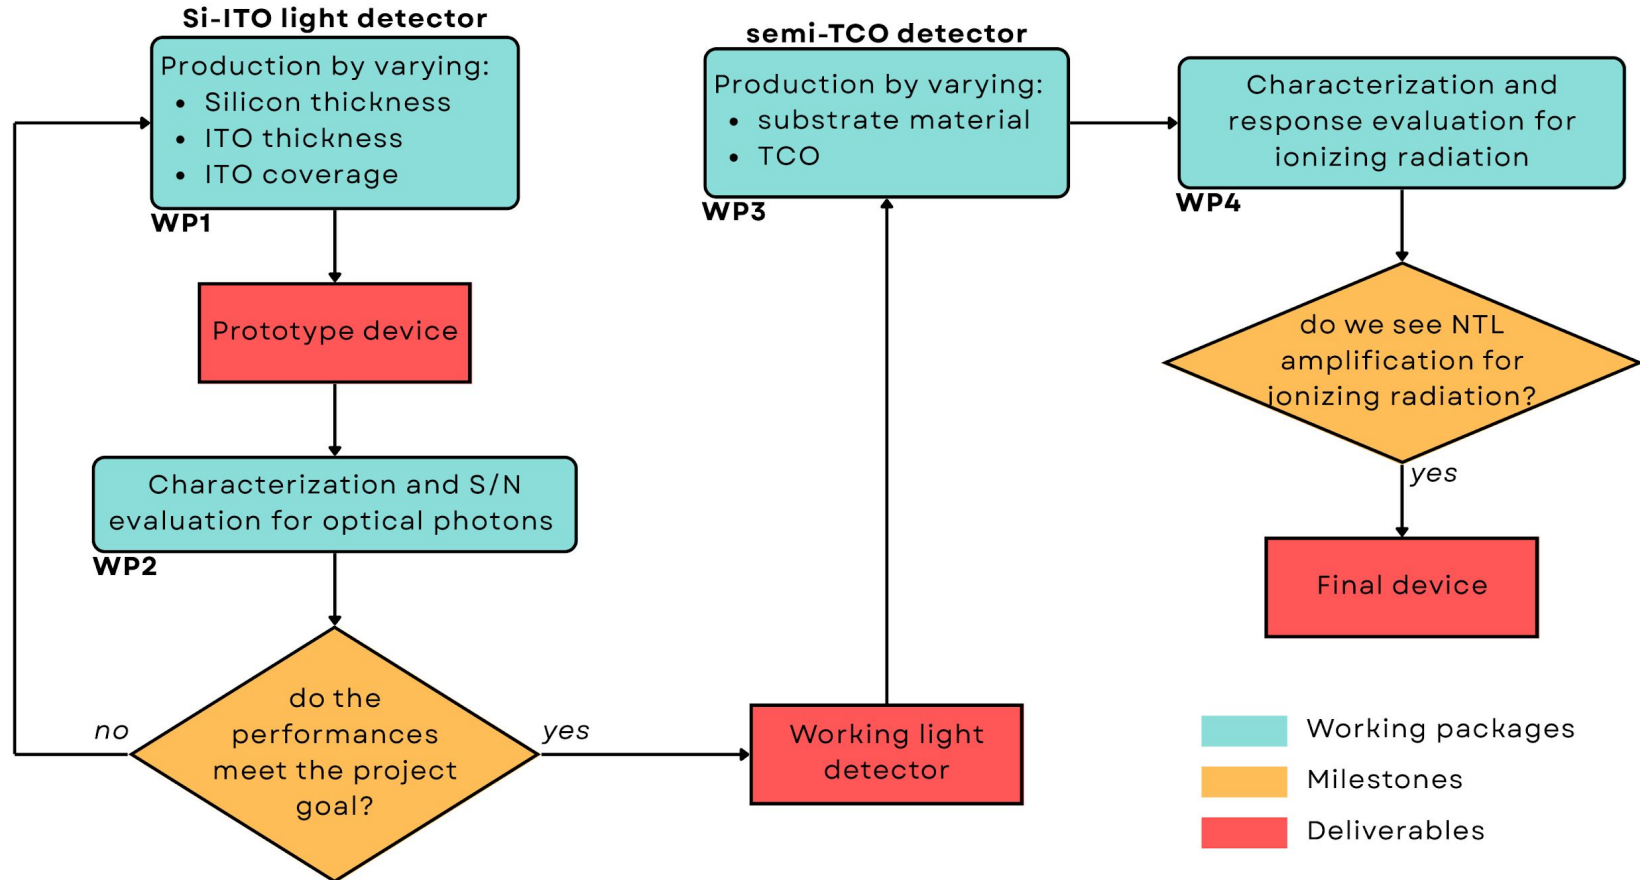 Si-ITO light detector
Production by varying:
• Silicon thickness
• ITO thickness
• ITO coverage
WP1
Prototype device
Characterization and S/N
evaluation for optical photons
WP2
do the
performances
meet the project
goal?
no
yes
Working light
detector
semi-TCO detector
Production by varying:
• substrate material
• TCO
WP3
Characterization and
response evaluation for
ionizing radiation
WP4
do we see NTL
amplification for
ionizing radiation?
yes
Final device
Working packages
Milestones
Deliverables